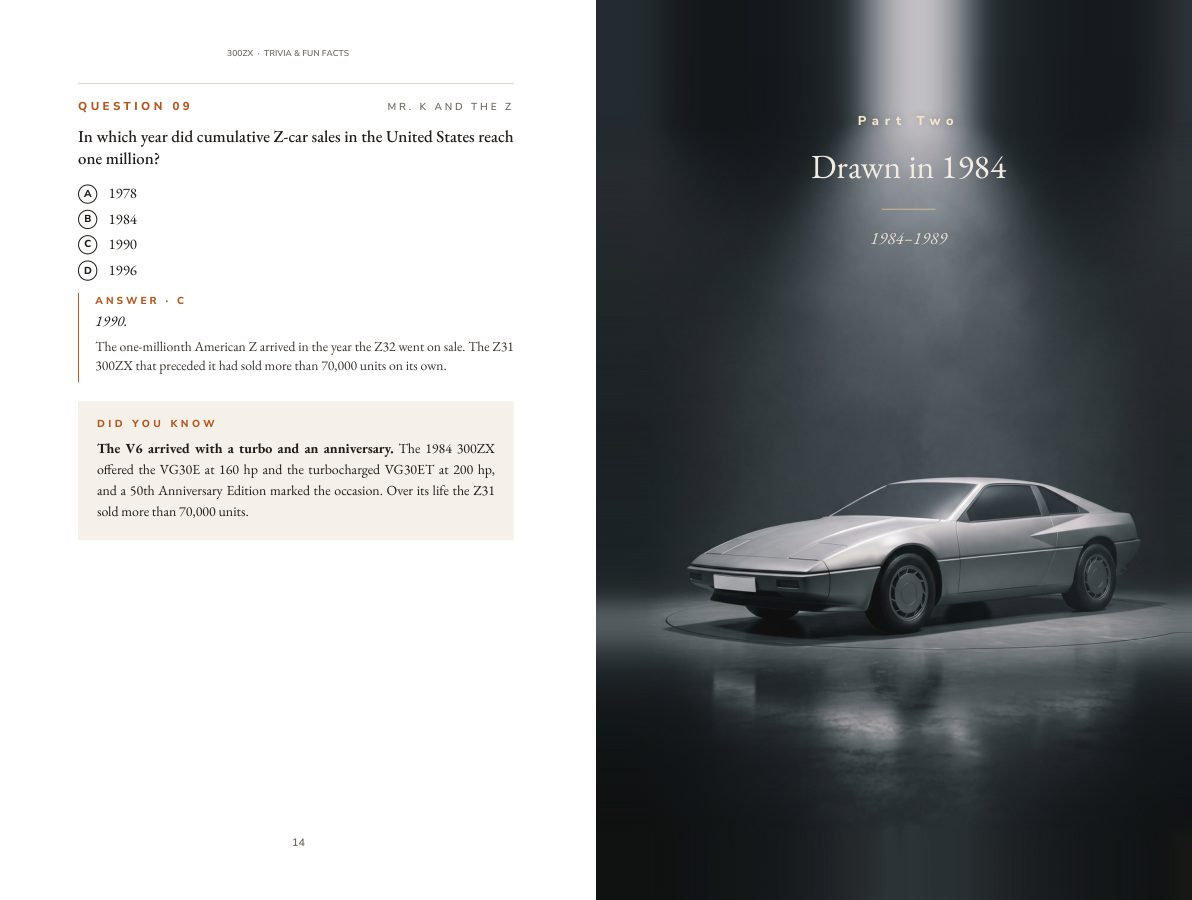 300ZX · TRIVIA & FUN FACTS
QUESTION 09
MR. K AND THE Z
In which year did cumulative Z-car sales in the United States reach
one million?
A 1978
B 1984
C 1990
D 1996
ANSWER · C
1990.
The one-millionth American Z arrived in the year the Z32 went on sale. The Z31
300ZX that preceded it had sold more than 70,000 units on its own.
DID YOU KNOW
The V6 arrived with a turbo and an anniversary. The 1984 300ZX
offered the VG30E at 160 hp and the turbocharged VG30ET at 200 hp,
and a 50th Anniversary Edition marked the occasion. Over its life the Z31
sold more than 70,000 units.
14
Part Two
Drawn in 1984
1984–1989